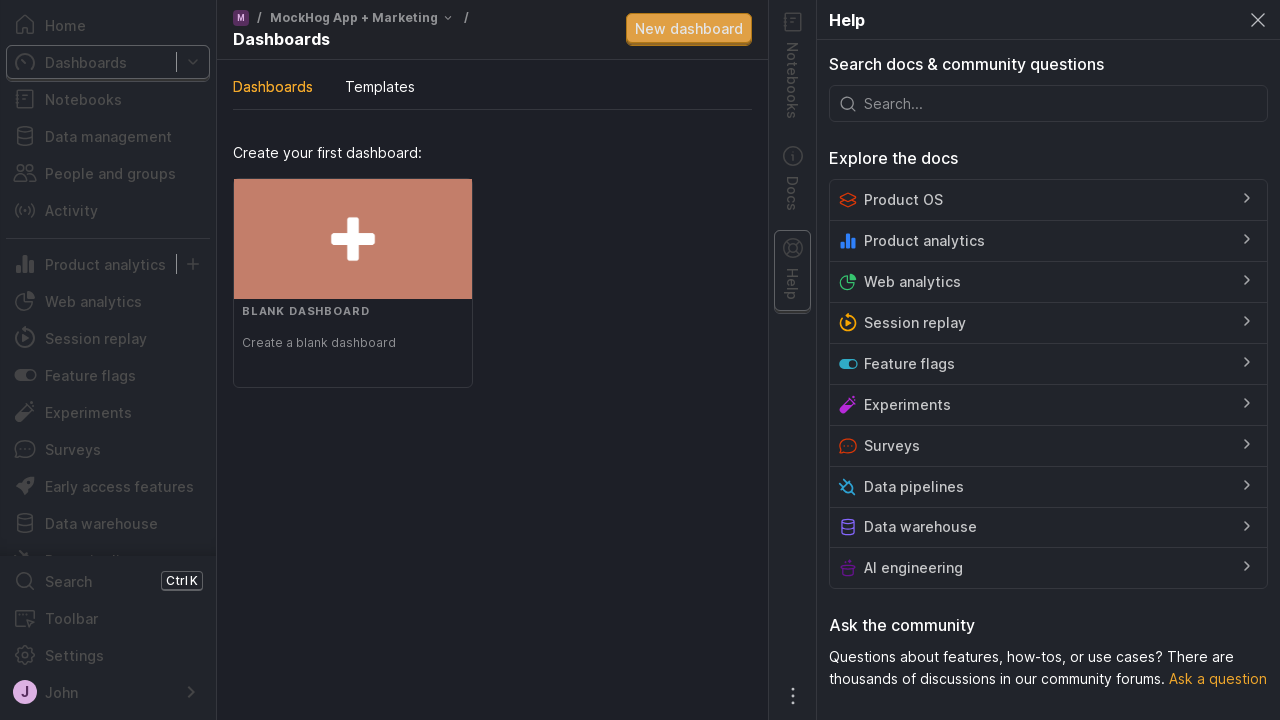 Home
Dashboards
Notebooks
Data management
People and groups
Activity
Product analytics
Web analytics
Session replay
Feature flags
Experiments
Surveys
Early access features
Data warehouse
Search Ctrl K
Toolbar
Settings
J John
M / MockHog App + Marketing /
Dashboards
New dashboard
Dashboards Templates
Create your first dashboard:
BLANK DASHBOARD
Create a blank dashboard
Notebooks
Docs
Help
Help
Search docs & community questions
Search...
Explore the docs
Product OS
Product analytics
Web analytics
Session replay
Feature flags
Experiments
Surveys
Data pipelines
Data warehouse
AI engineering
Ask the community
Questions about features, how-tos, or use cases? There are
thousands of discussions in our community forums. Ask a question